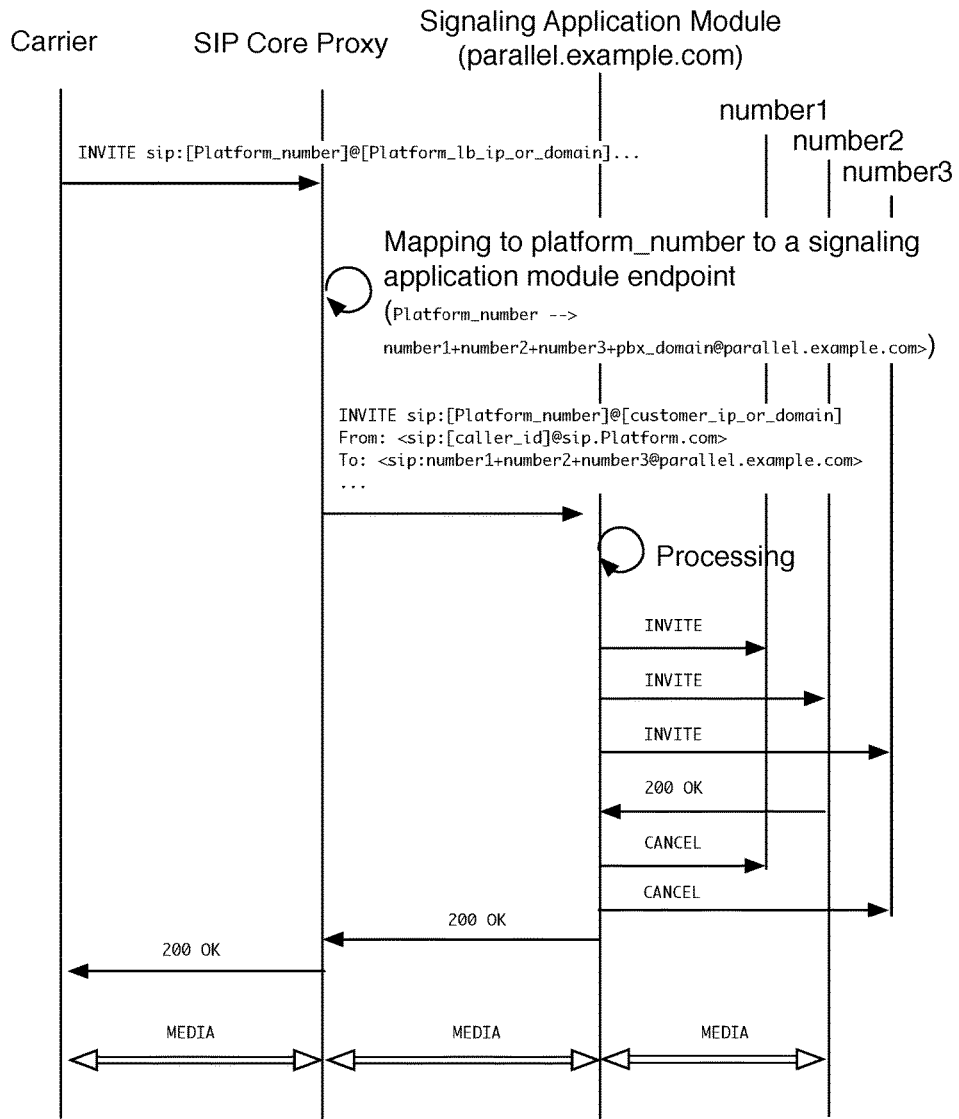 Carrier
SIP Core Proxy
Signaling Application Module
(parallel.example.com)
number1
number2
number3
INVITE sip:[Platform_number]@[Platform_lb_ip_or_domain]...
Mapping to platform_number to a signaling
application module endpoint
(Platform_number -->
number1+number2+number3+pbx_domain@parallel.example.com>)
INVITE sip:[Platform_number]@[customer_ip_or_domain]
From: <sip:[caller_id]@sip.Platform.com>
To: <sip:number1+number2+number3@parallel.example.com>
...
Processing
INVITE
INVITE
INVITE
200 OK
CANCEL
CANCEL
200 OK
200 OK
MEDIA
MEDIA
MEDIA